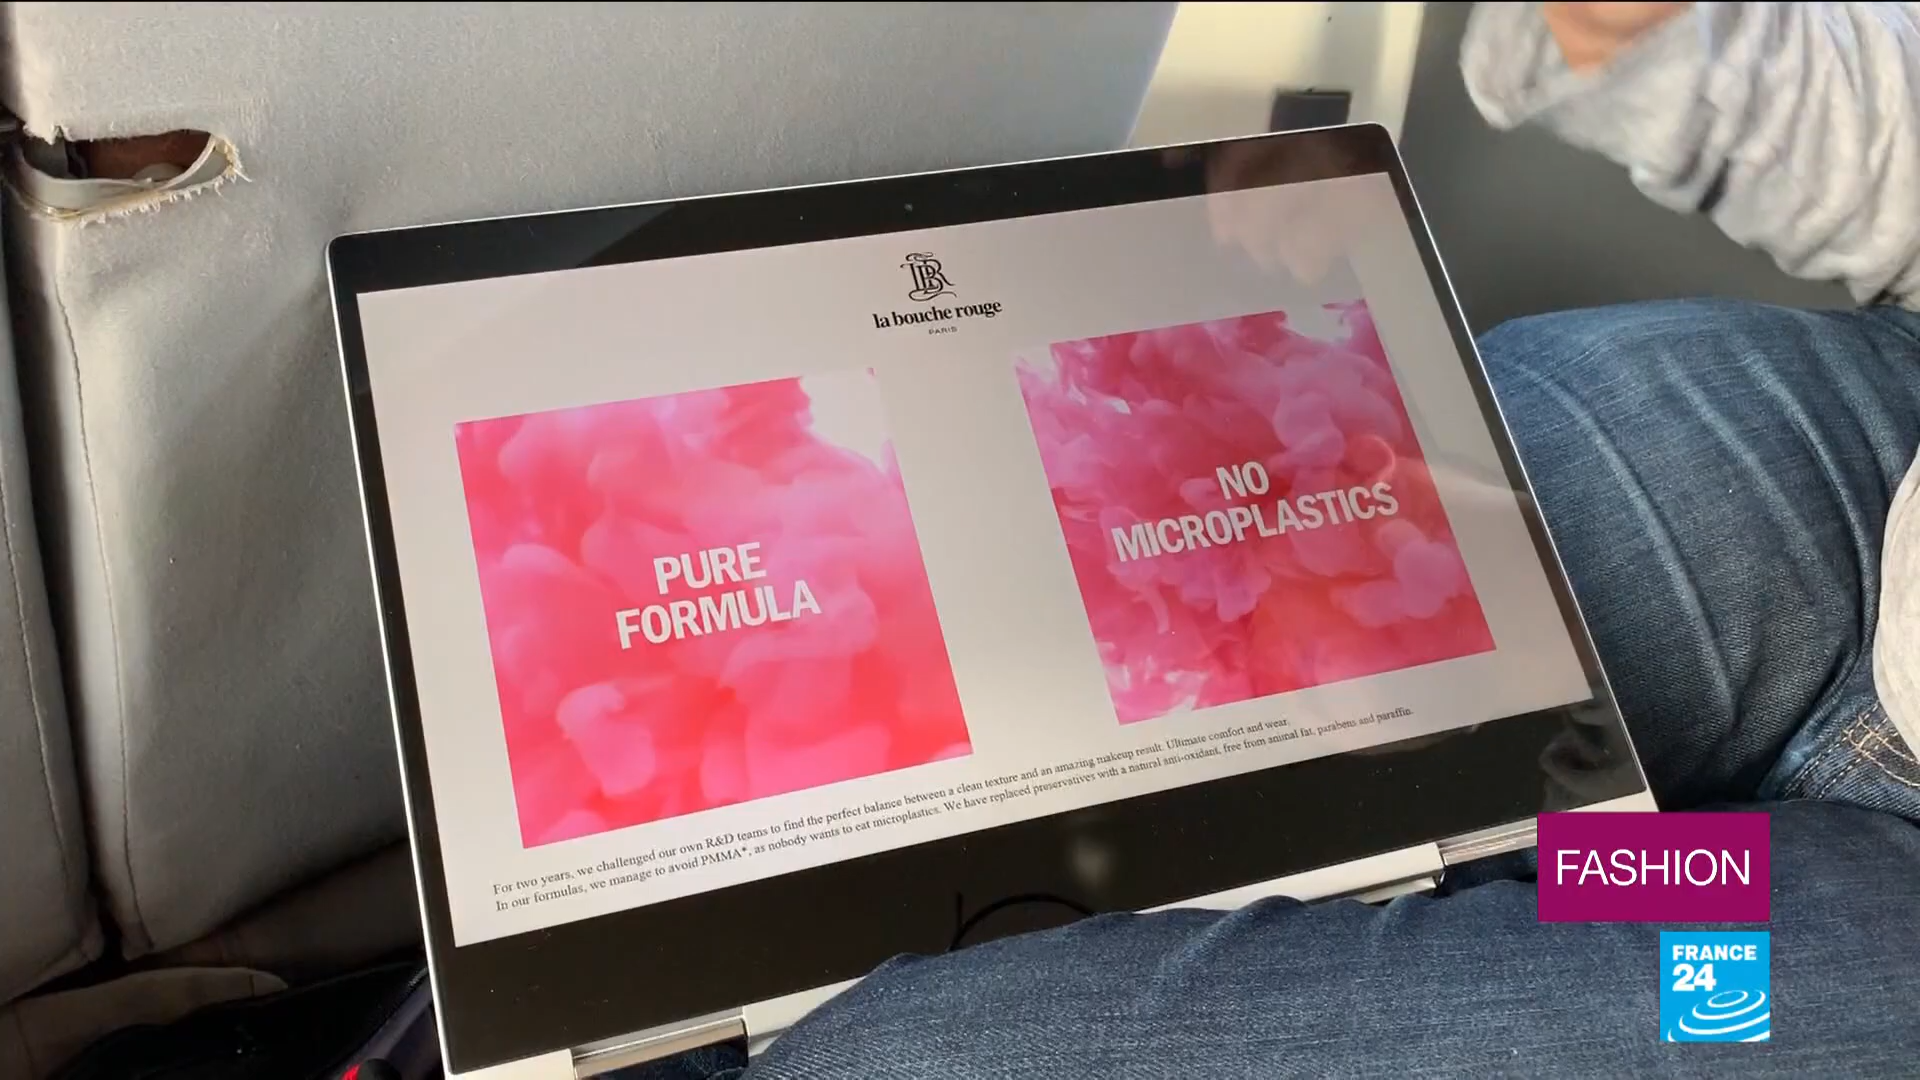 LBR
la bouche rouge
PARIS
PURE
FORMULA
NO
MICROPLASTICS
For two years, we challenged our own R&D teams to find the perfect balance between a clean texture and an amazing makeup result. Ultimate comfort and wear.
In our formulas, we manage to avoid PMMA*, as nobody wants to eat microplastics. We have replaced preservatives with a natural anti-oxidant, free from animal fat, parabens and paraffin.
FASHION
FRANCE
24